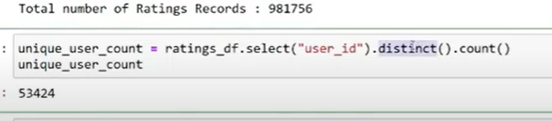 Total number of Ratings Records : 981756
: unique_user_count = ratings_df.select("user_id").distinct().count()
unique_user_count
: 53424